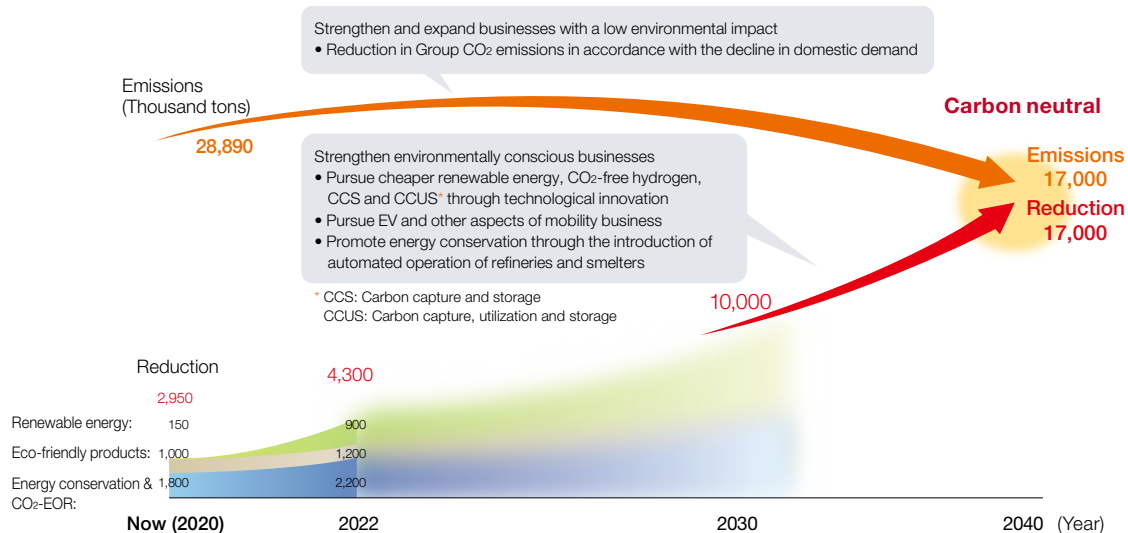 Strengthen and expand businesses with a low environmental impact
• Reduction in Group CO2 emissions in accordance with the decline in domestic demand
Emissions
(Thousand tons)
28,890
Carbon neutral
Strengthen environmentally conscious businesses
• Pursue cheaper renewable energy, CO2-free hydrogen,
CCS and CCUS* through technological innovation
• Pursue EV and other aspects of mobility business
• Promote energy conservation through the introduction of
automated operation of refineries and smelters
Emissions
17,000
Reduction
17,000
* CCS: Carbon capture and storage
CCUS: Carbon capture, utilization and storage
10,000
Reduction
2,950
4,300
Renewable energy: 150 900
Eco-friendly products: 1,000 1,200
Energy conservation & 1,800 2,200
CO2-EOR:
Now (2020) 2022 2030 2040 (Year)